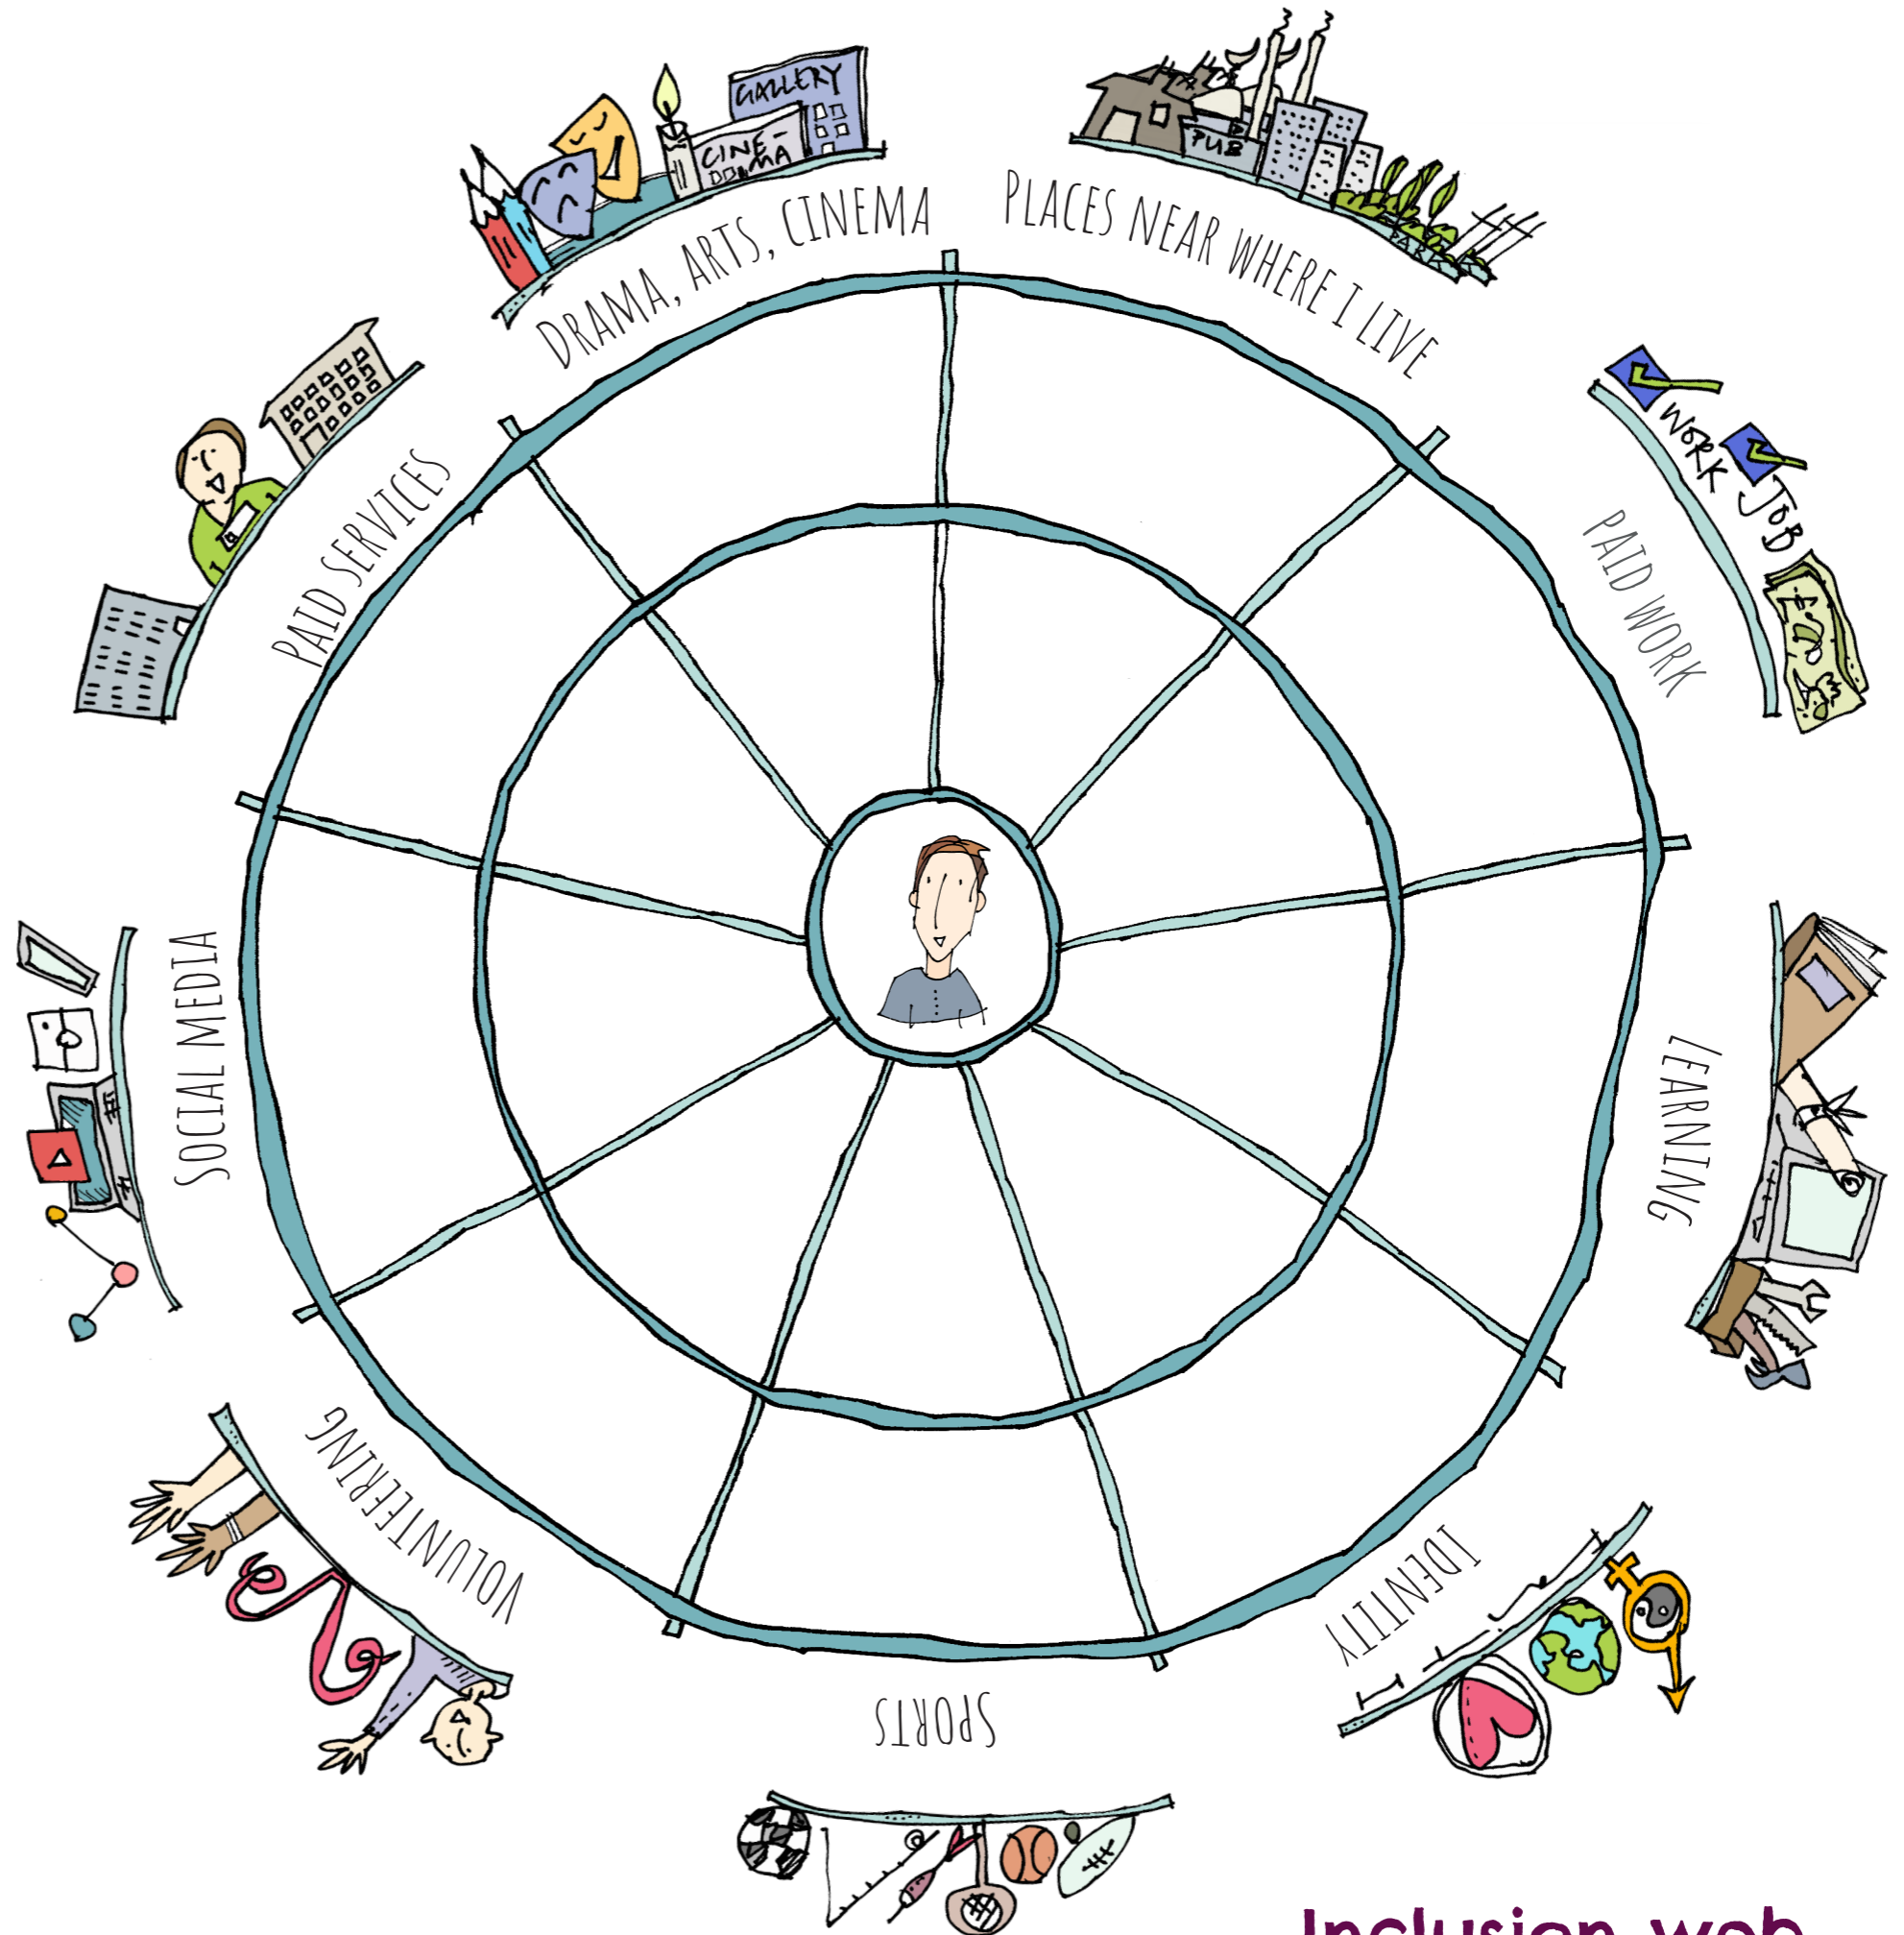 GALLERY
CINE-
MA
PUB
PARK
DRAMA, ARTS, CINEMA
PLACES NEAR WHERE I LIVE
WORK
JOB
PAID WORK
LEARNING
IDENTITY
SPORTS
VOLUNTEERING
SOCIAL MEDIA
PAID SERVICES
Inclusion web